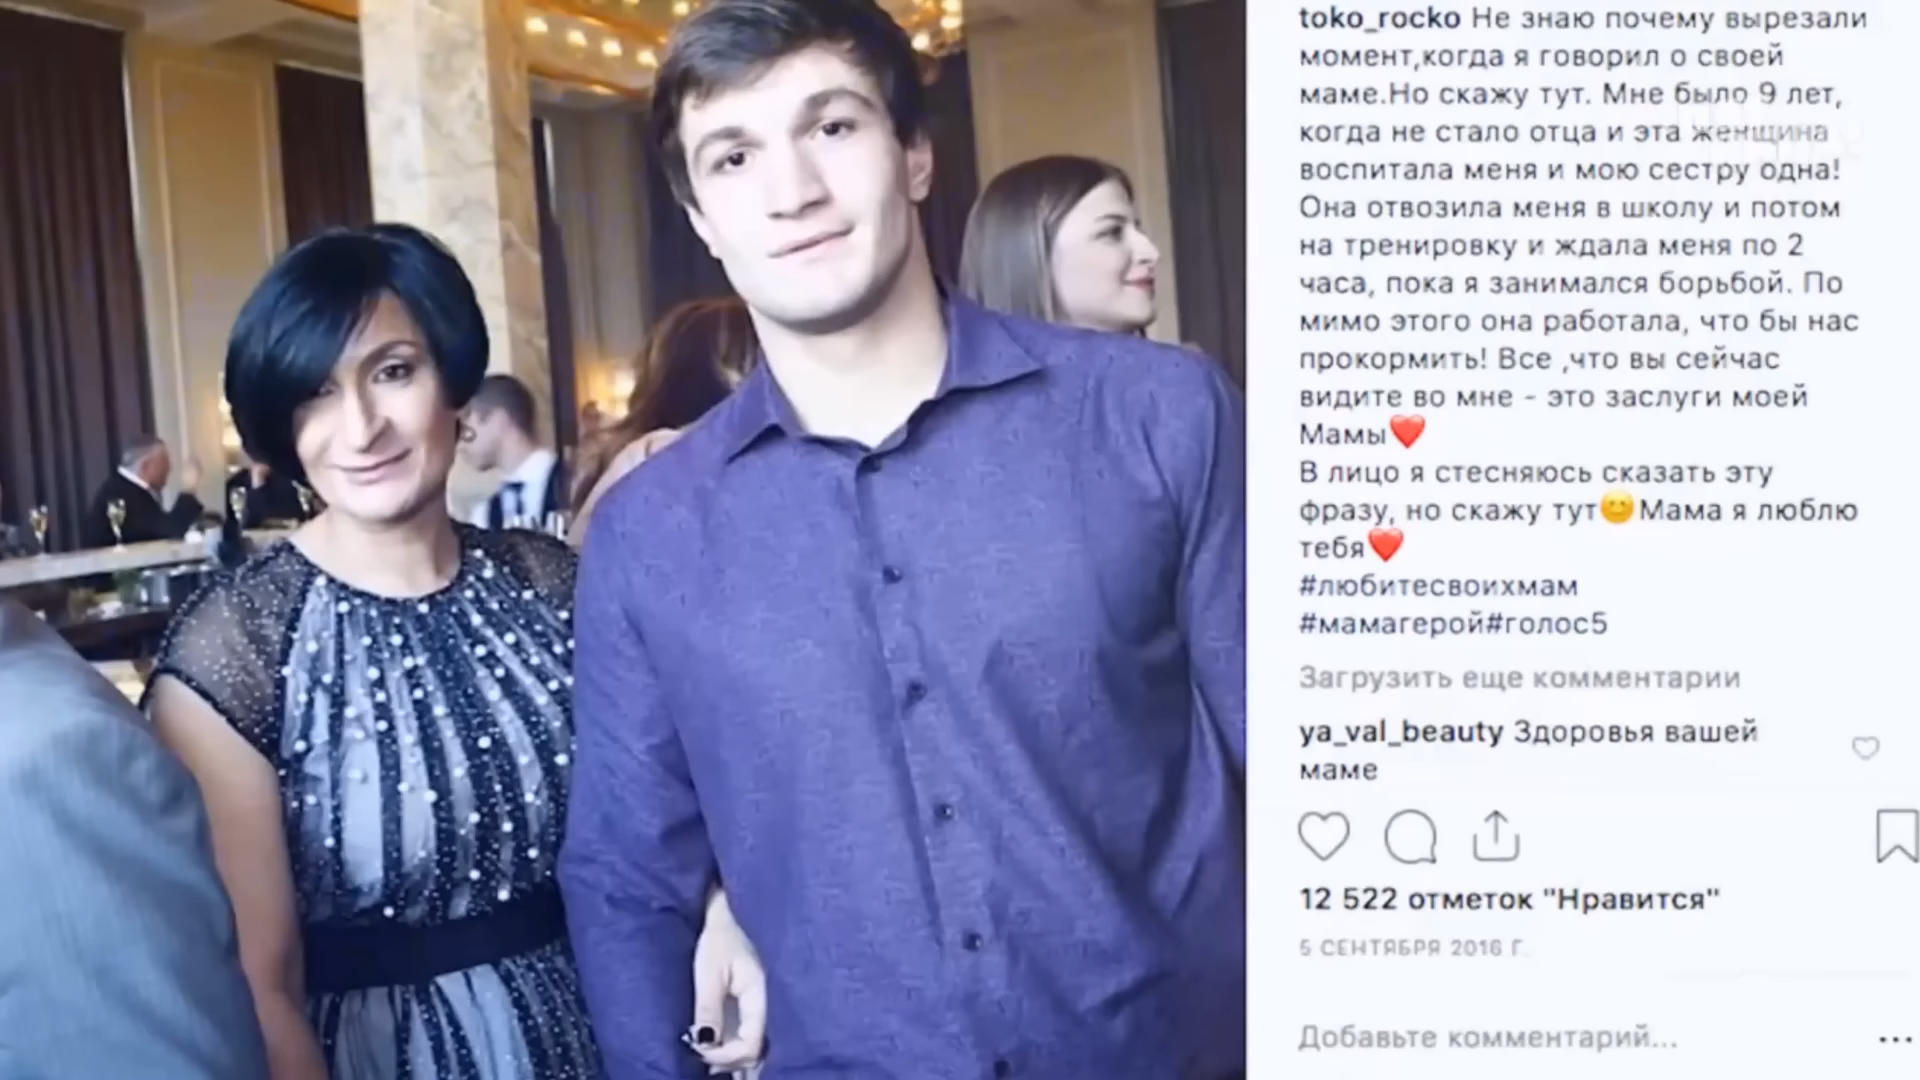 toko_rocko Не знаю почему вырезали
момент,когда я говорил о своей
маме.Но скажу тут. Мне было 9 лет,
когда не стало отца и эта женщина
воспитала меня и мою сестру одна!
Она отвозила меня в школу и потом
на тренировку и ждала меня по 2
часа, пока я занимался борьбой. По
мимо этого она работала, что бы нас
прокормить! Все ,что вы сейчас
видите во мне - это заслуги моей
Мамы❤️
В лицо я стесняюсь сказать эту
фразу, но скажу тут😊Мама я люблю
тебя❤️
#любитесвоихмам
#мамагерой#голос5
Загрузить еще комментарии
ya_val_beauty Здоровья вашей
маме
12 522 отметок "Нравится"
5 СЕНТЯБРЯ 2016 Г.
Добавьте комментарий...